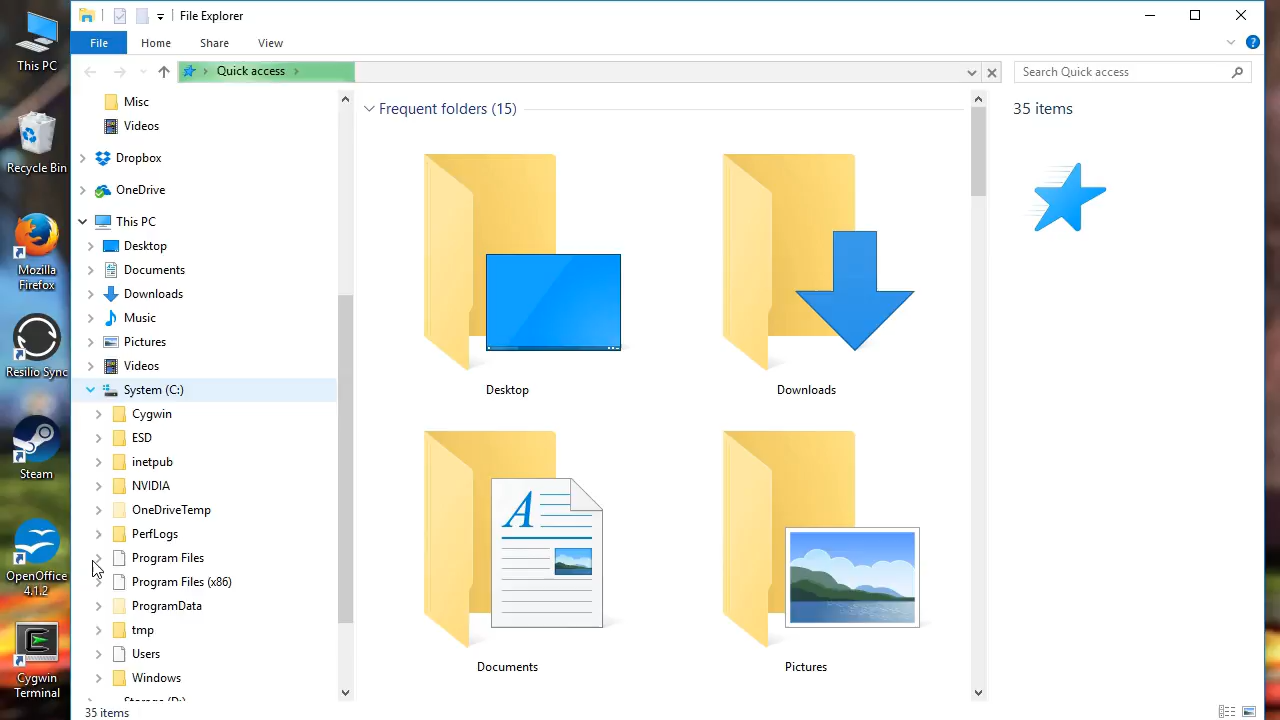 This PC
Recycle Bin
Mozilla
Firefox
Resilio Sync
Steam
OpenOffice
4.1.2
Cygwin
Terminal
File Explorer
File Home Share View
Quick access
Search Quick access
Misc
Videos
Dropbox
OneDrive
This PC
Desktop
Documents
Downloads
Music
Pictures
Videos
System (C:)
Cygwin
ESD
inetpub
NVIDIA
OneDriveTemp
PerfLogs
Program Files
Program Files (x86)
ProgramData
tmp
Users
Windows
Storage (D:)
Frequent folders (15)
Desktop
Downloads
Documents
Pictures
35 items
35 items